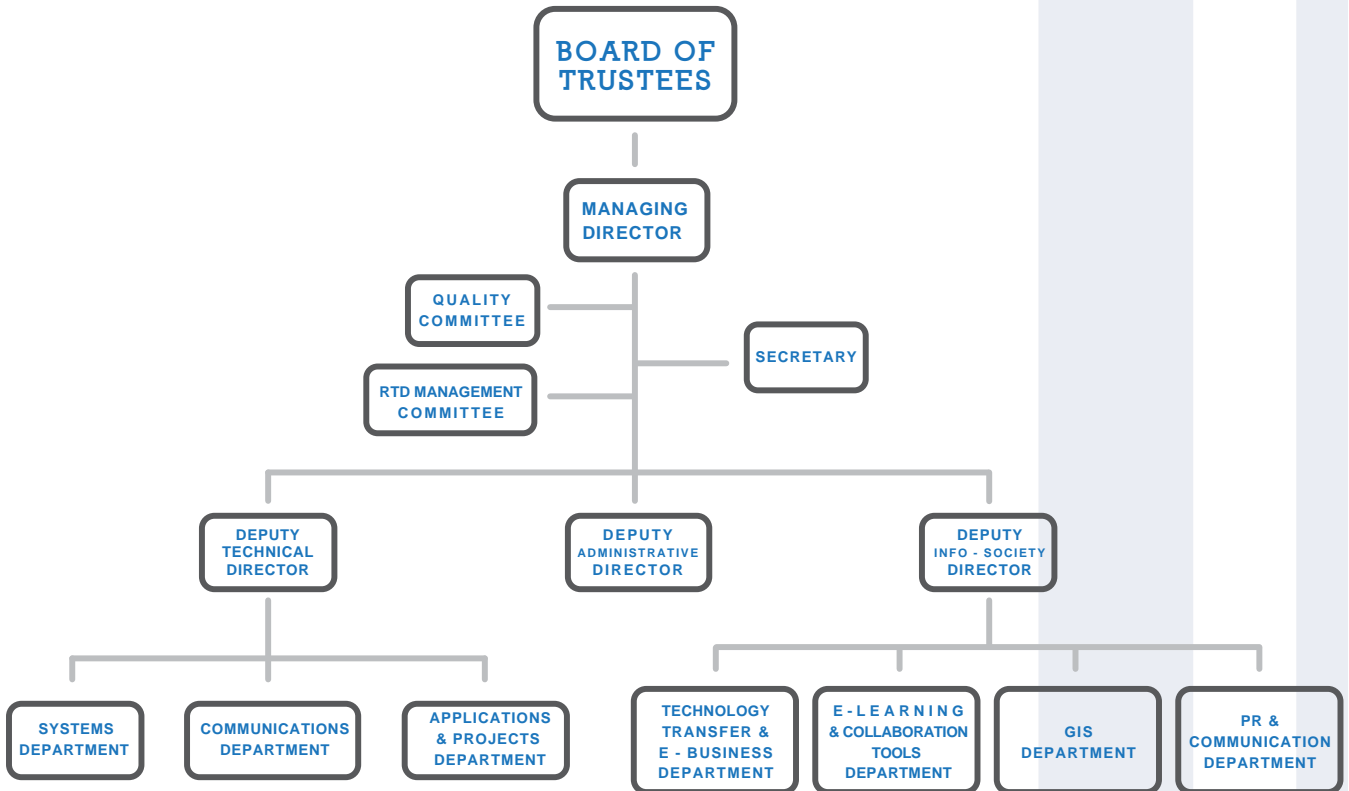 BOARD OF
TRUSTEES
MANAGING
DIRECTOR
QUALITY
COMMITTEE
SECRETARY
RTD MANAGEMENT
COMMITTEE
DEPUTY
TECHNICAL
DIRECTOR
DEPUTY
ADMINISTRATIVE
DIRECTOR
DEPUTY
INFO - SOCIETY
DIRECTOR
SYSTEMS
DEPARTMENT
COMMUNICATIONS
DEPARTMENT
APPLICATIONS
& PROJECTS
DEPARTMENT
TECHNOLOGY
TRANSFER &
E - BUSINESS
DEPARTMENT
E - LEARNING
& COLLABORATION
TOOLS
DEPARTMENT
GIS
DEPARTMENT
PR &
COMMUNICATION
DEPARTMENT